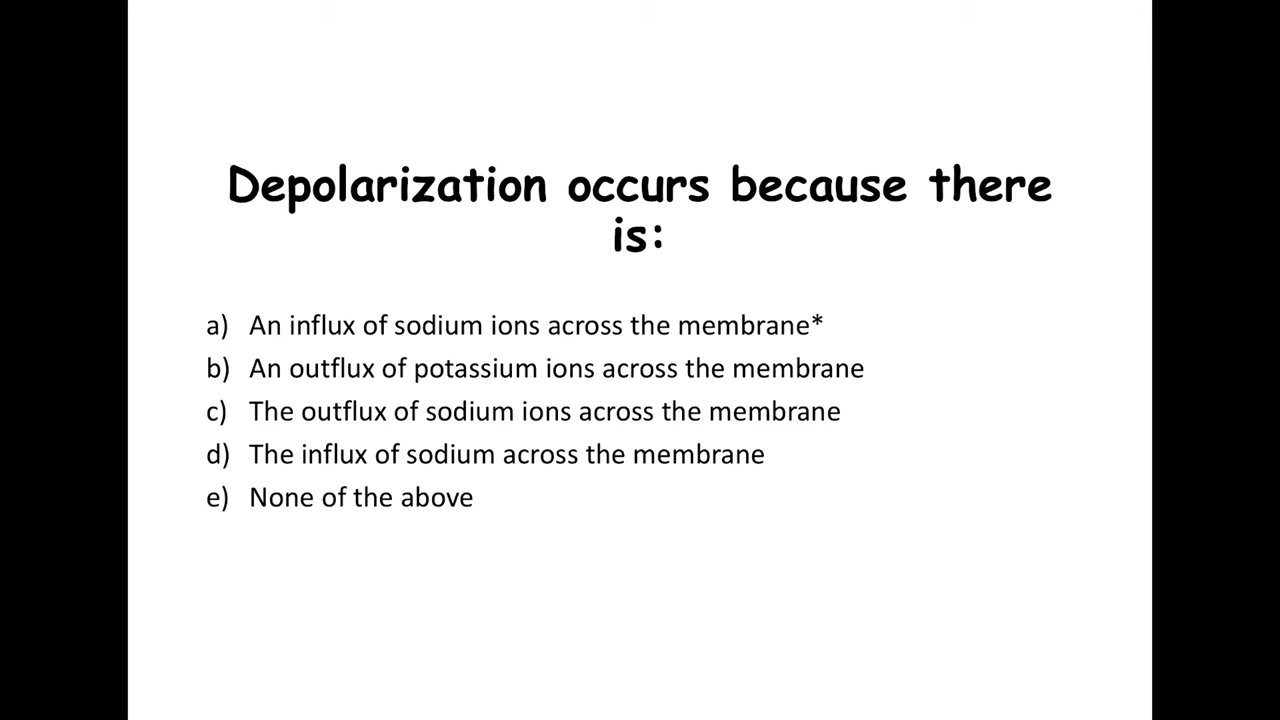 Depolarization occurs because there
is:
a) An influx of sodium ions across the membrane*
b) An outflux of potassium ions across the membrane
c) The outflux of sodium ions across the membrane
d) The influx of sodium across the membrane
e) None of the above